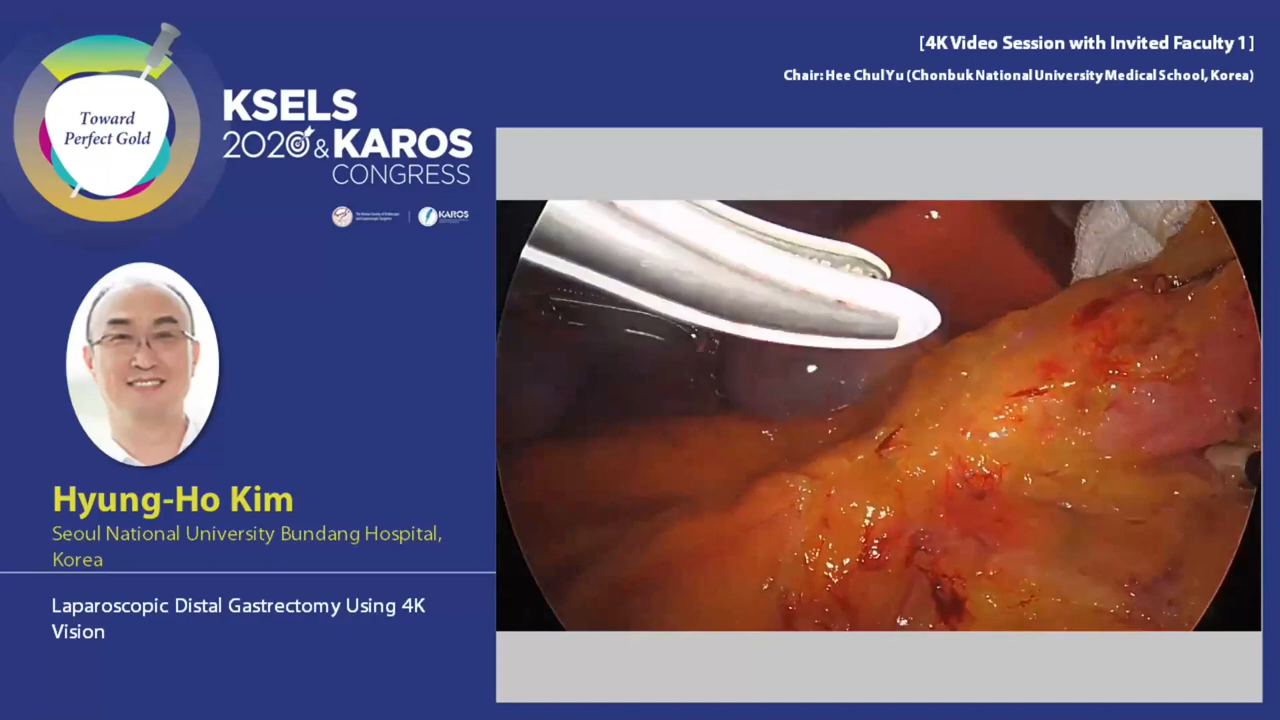 [4K Video Session with Invited Faculty 1]
Chair: Hee Chul Yu (Chonbuk National University Medical School, Korea)
Toward
Perfect Gold
KSELS
2020 & KAROS
CONGRESS
KAROS
Hyung-Ho Kim
Seoul National University Bundang Hospital,
Korea
Laparoscopic Distal Gastrectomy Using 4K
Vision